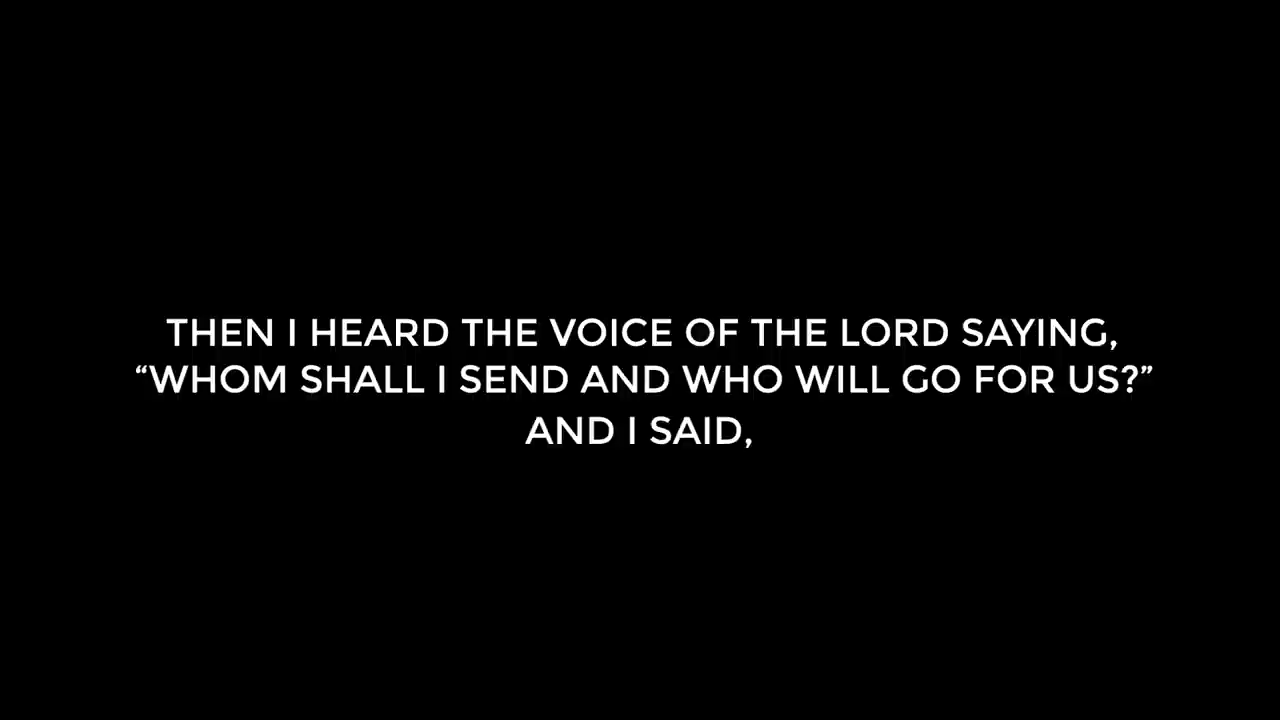 THEN I HEARD THE VOICE OF THE LORD SAYING,
“WHOM SHALL I SEND AND WHO WILL GO FOR US?”
AND I SAID,